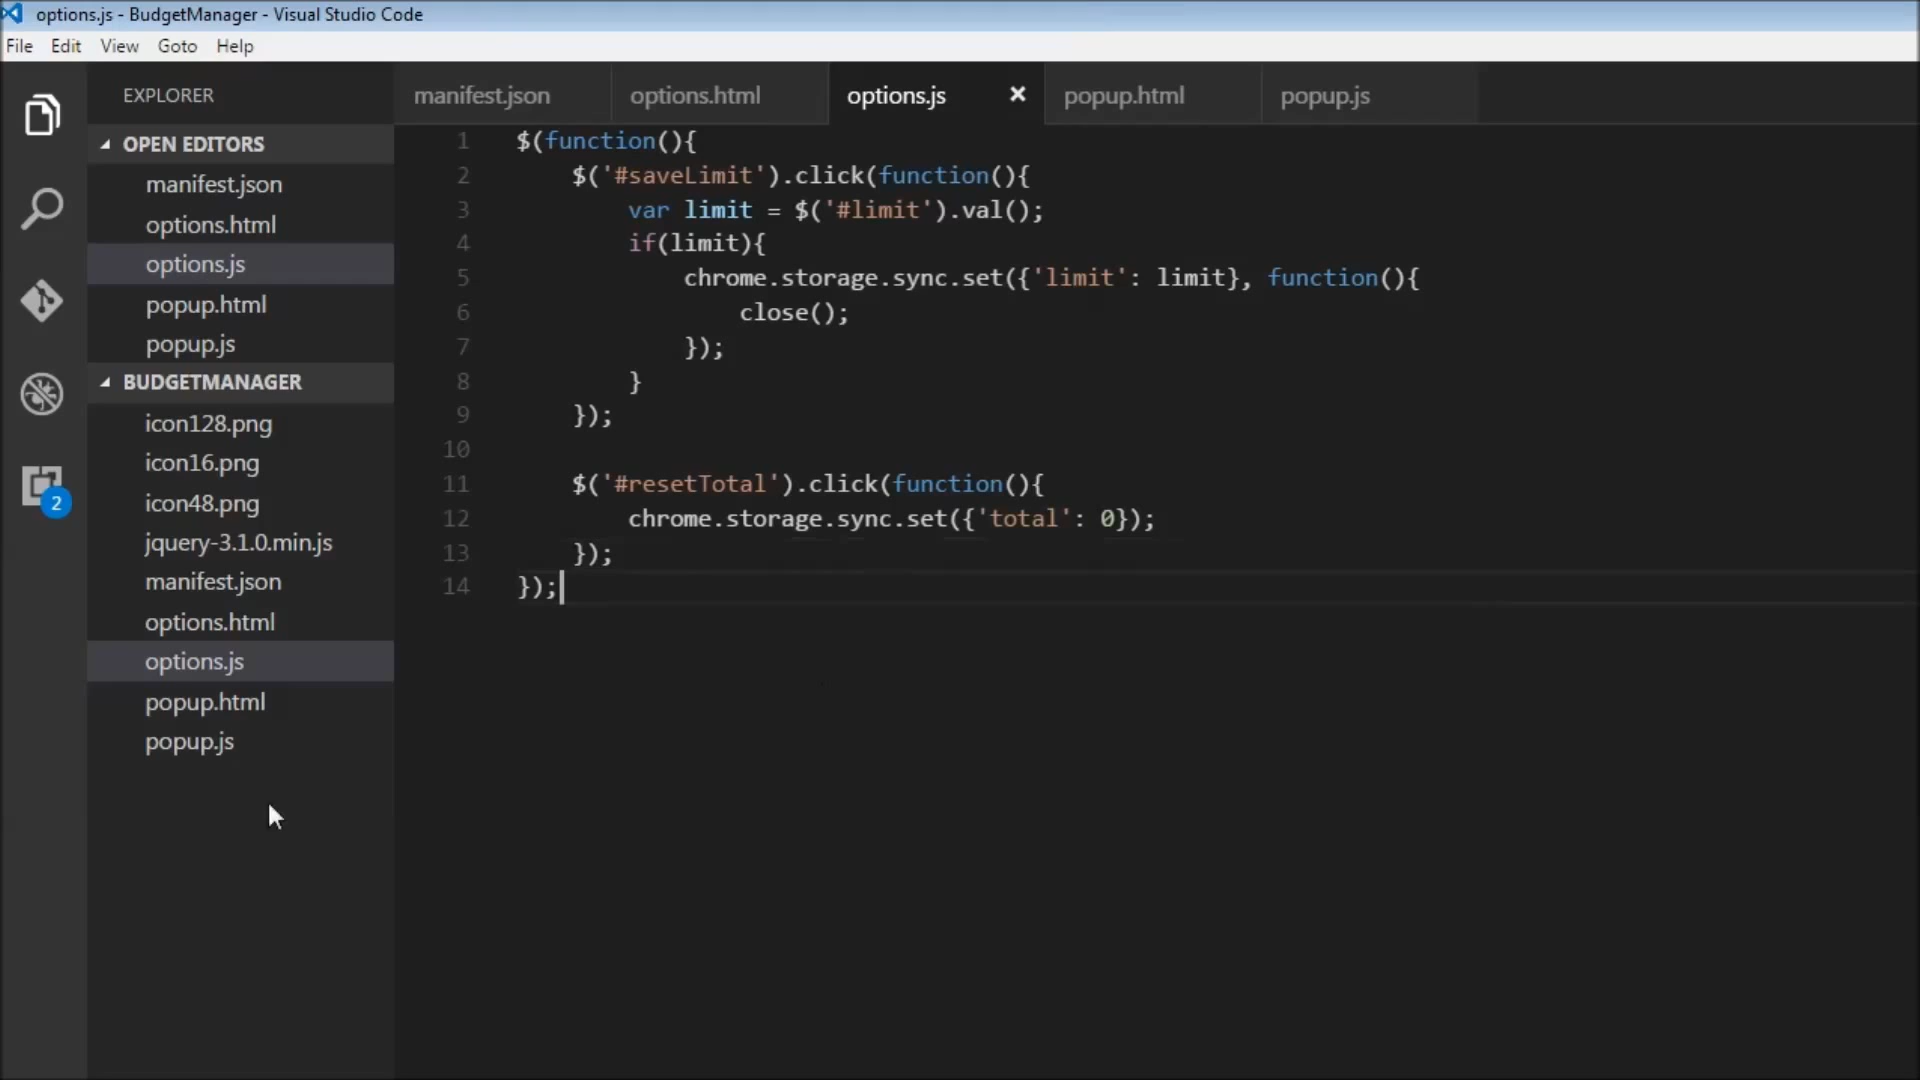 options.js - BudgetManager - Visual Studio Code
File Edit View Goto Help
EXPLORER
OPEN EDITORS
manifest.json
options.html
options.js
popup.html
popup.js
BUDGETMANAGER
icon128.png
icon16.png
icon48.png
jquery-3.1.0.min.js
manifest.json
options.html
options.js
popup.html
popup.js
2
manifest.json options.html options.js × popup.html popup.js
1 $(function(){
2     $('#saveLimit').click(function(){
3         var limit = $('#limit').val();
4         if(limit){
5             chrome.storage.sync.set({'limit': limit}, function(){
6                 close();
7             });
8         }
9     });
10
11     $('#resetTotal').click(function(){
12         chrome.storage.sync.set({'total': 0});
13     });
14 });